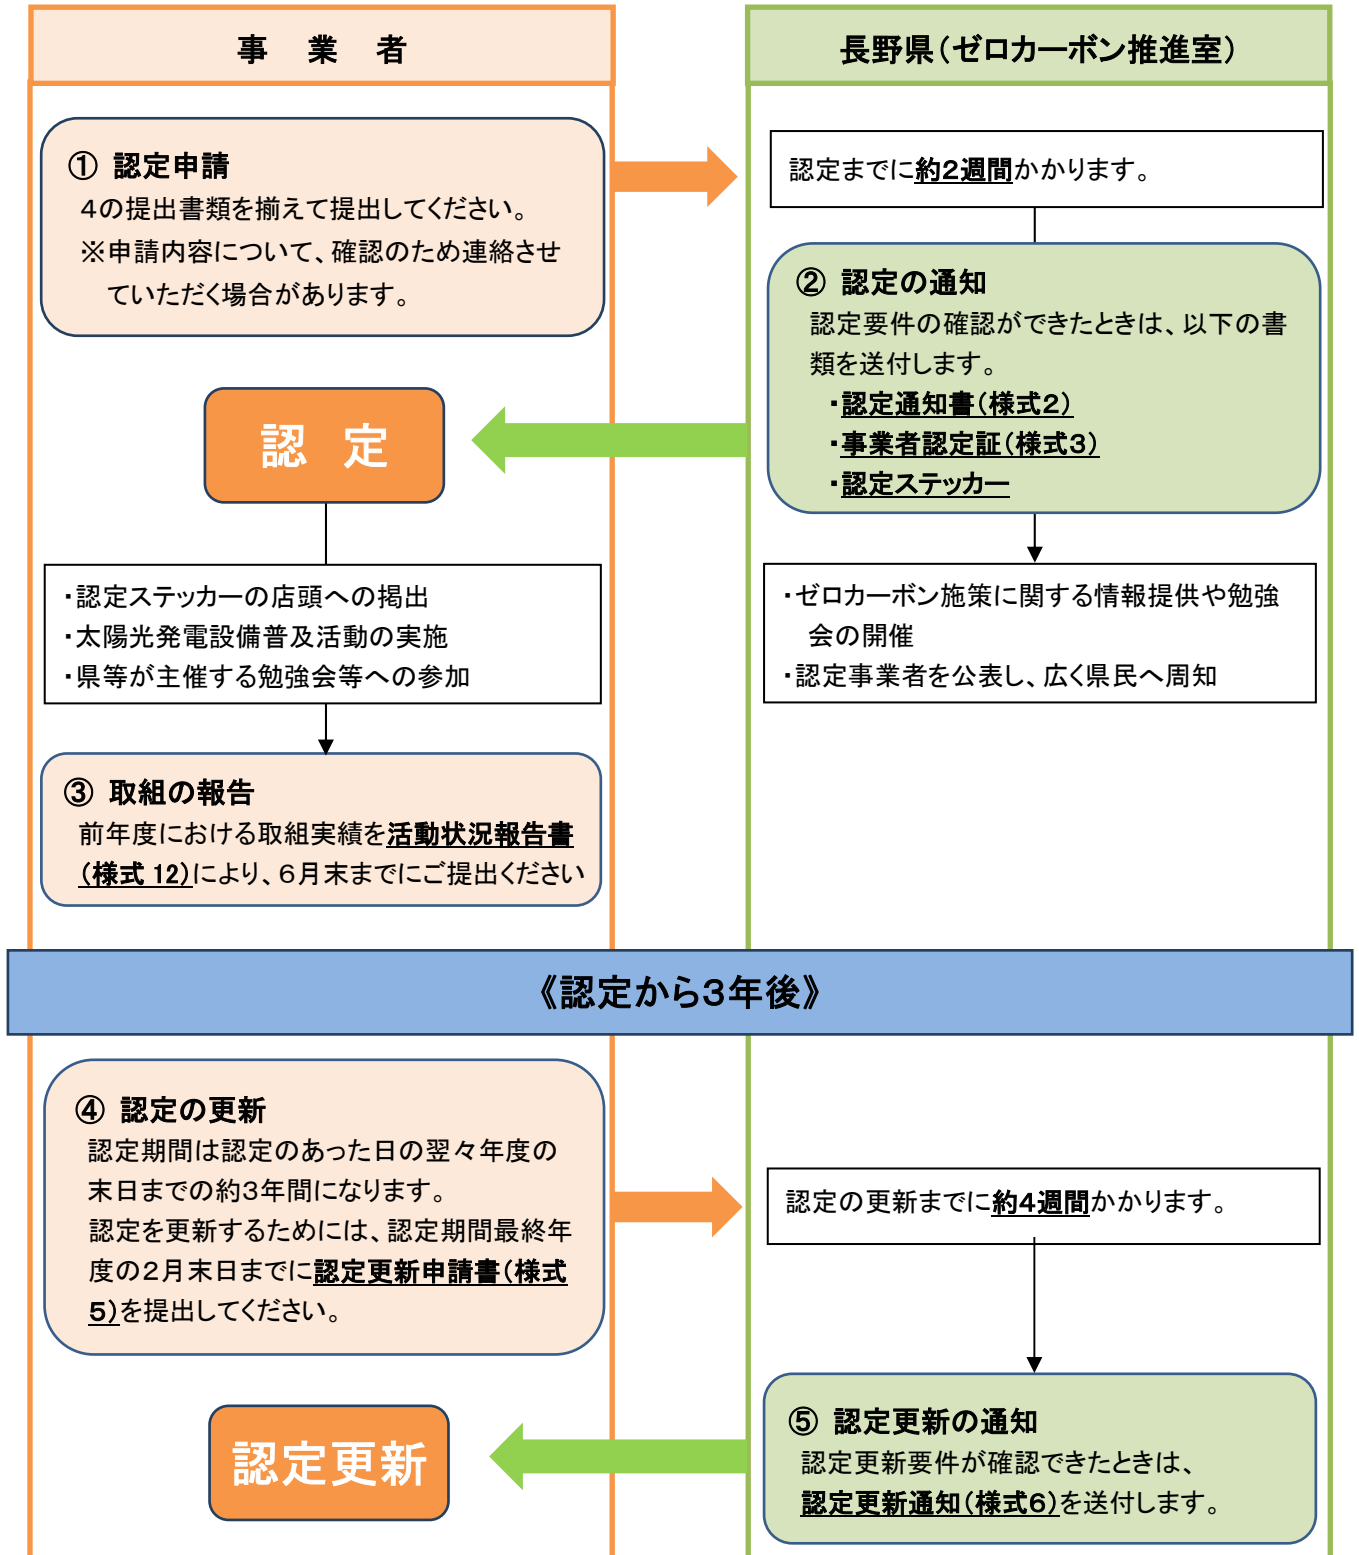 事　業　者
長野県（ゼロカーボン推進室）
① 認定申請
４の提出書類を揃えて提出してください。
※申請内容について、確認のため連絡させ
ていただく場合があります。
認定までに約２週間かかります。
② 認定の通知
認定要件の確認ができたときは、以下の書
類を送付します。
・認定通知書（様式２）
・事業者認定証（様式３）
・認定ステッカー
認　定
・認定ステッカーの店頭への掲出
・太陽光発電設備普及活動の実施
・県等が主催する勉強会等への参加
・ゼロカーボン施策に関する情報提供や勉強
会の開催
・認定事業者を公表し、広く県民へ周知
③ 取組の報告
前年度における取組実績を活動状況報告書
（様式 12）により、６月末までにご提出ください
《認定から３年後》
④ 認定の更新
認定期間は認定のあった日の翌々年度の
末日までの約３年間になります。
認定を更新するためには、認定期間最終年
度の２月末日までに認定更新申請書（様式
５）を提出してください。
認定の更新までに約４週間かかります。
⑤ 認定更新の通知
認定更新要件が確認できたときは、
認定更新通知（様式６）を送付します。
認定更新